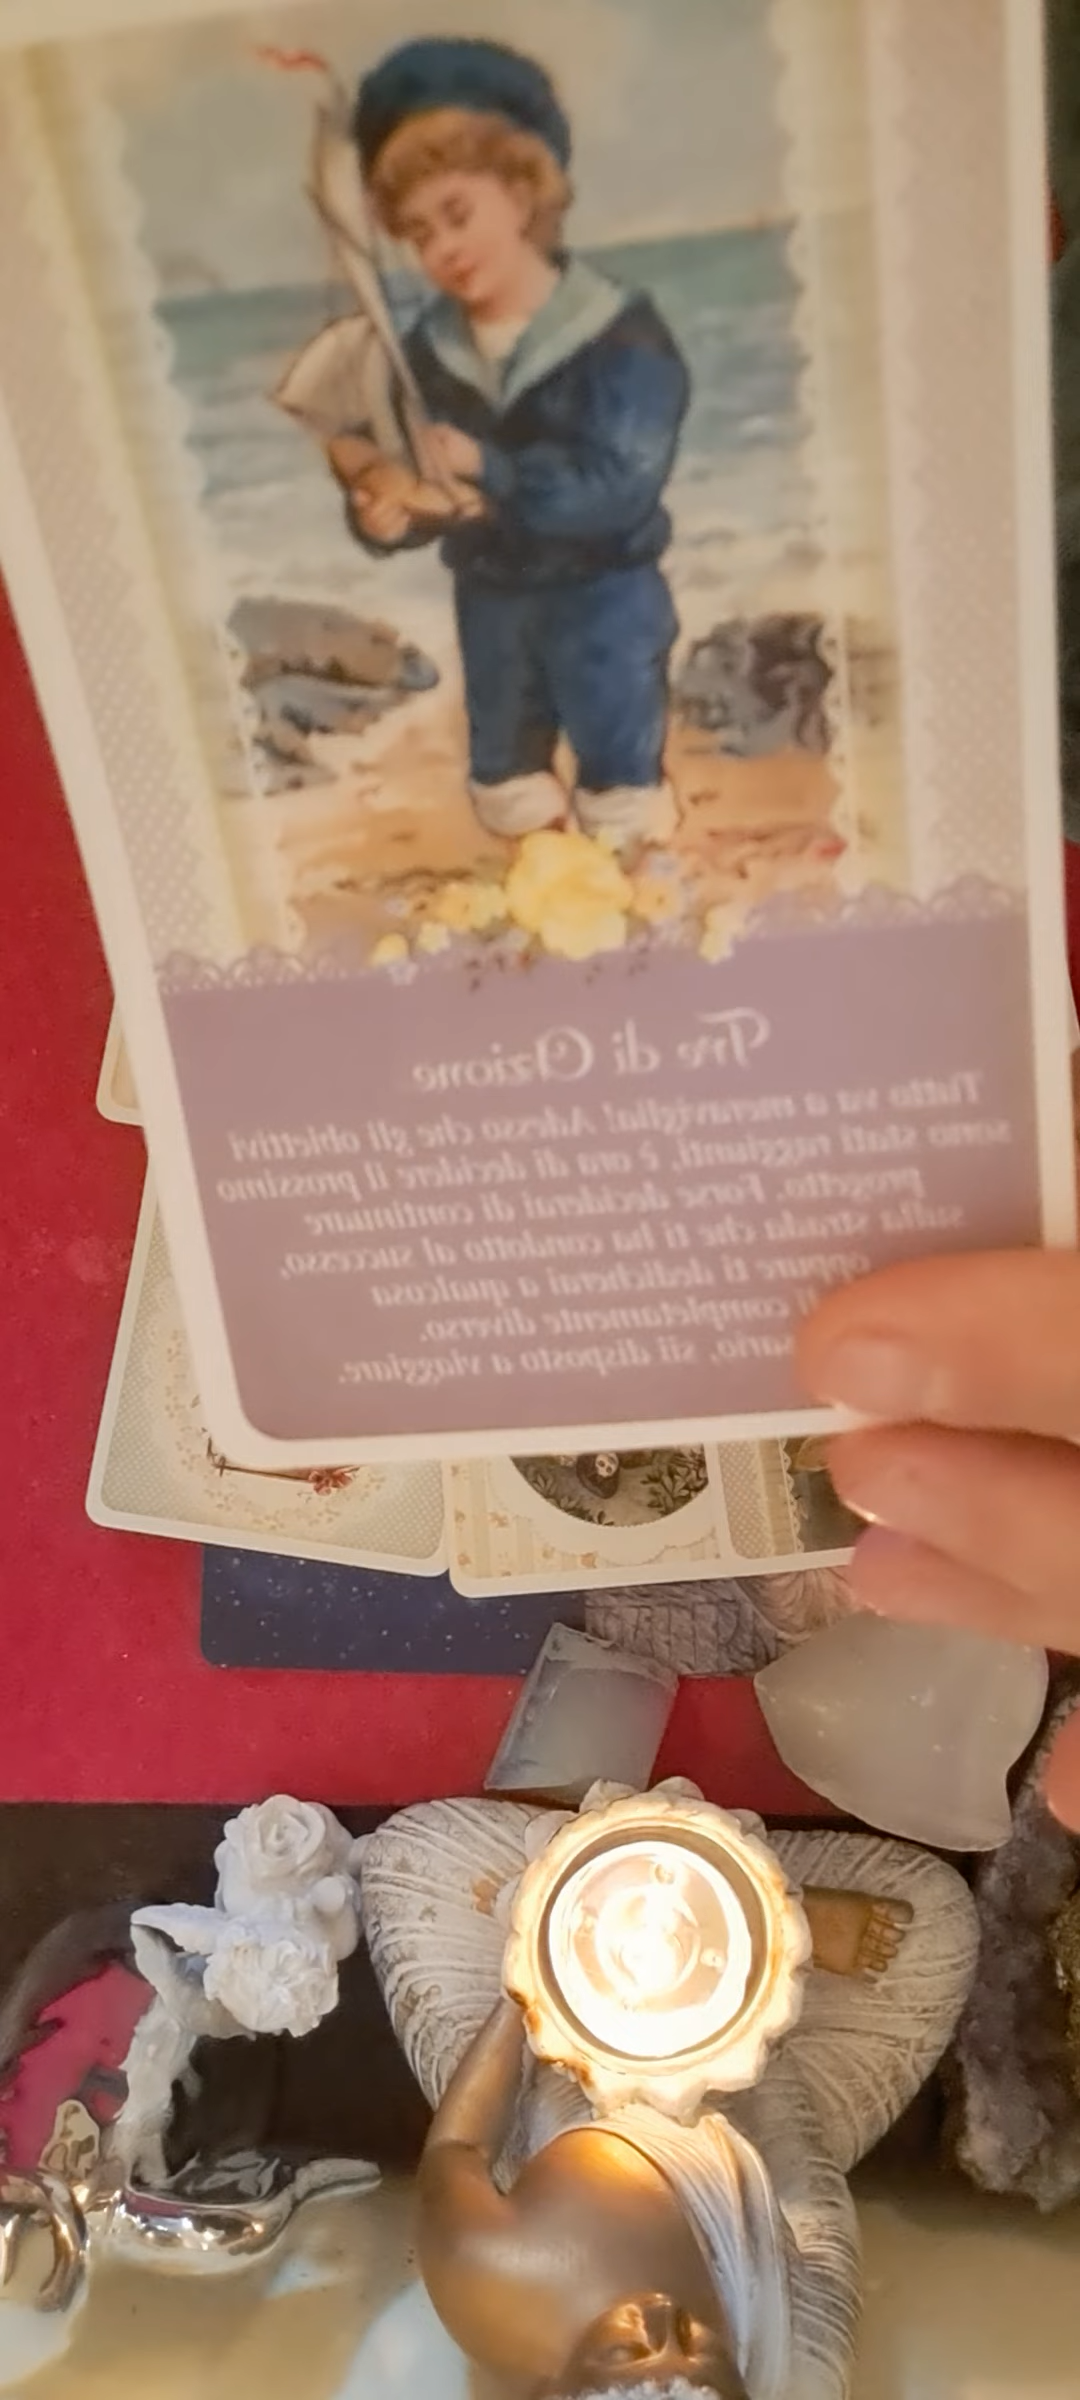 Tre di Azione
Tutto va a meraviglia! Adesso che gli obiettivi
sono stati raggiunti, è ora di decidere il prossimo
progetto. Forse deciderai di continuare
sulla strada che ti ha condotto al successo,
oppure ti dedicherai a qualcosa
di completamente diverso.
sii disposto a viaggiare.